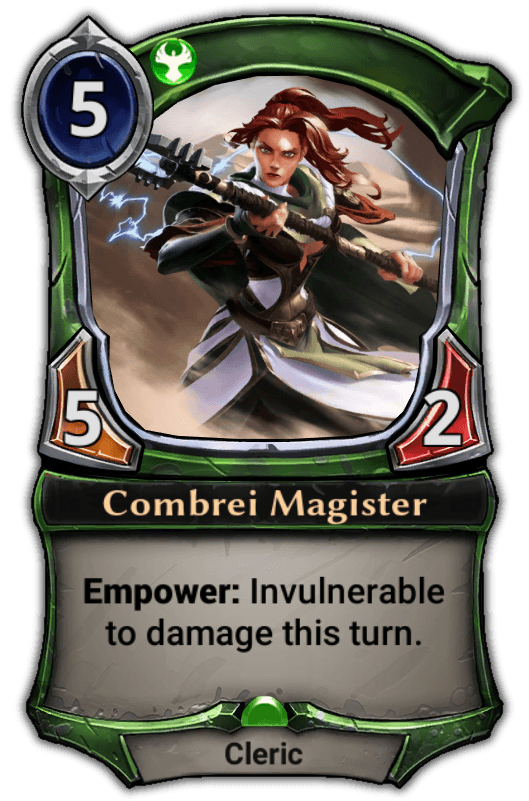 5
5
2
Combrei Magister
Empower: Invulnerable
to damage this turn.
Cleric